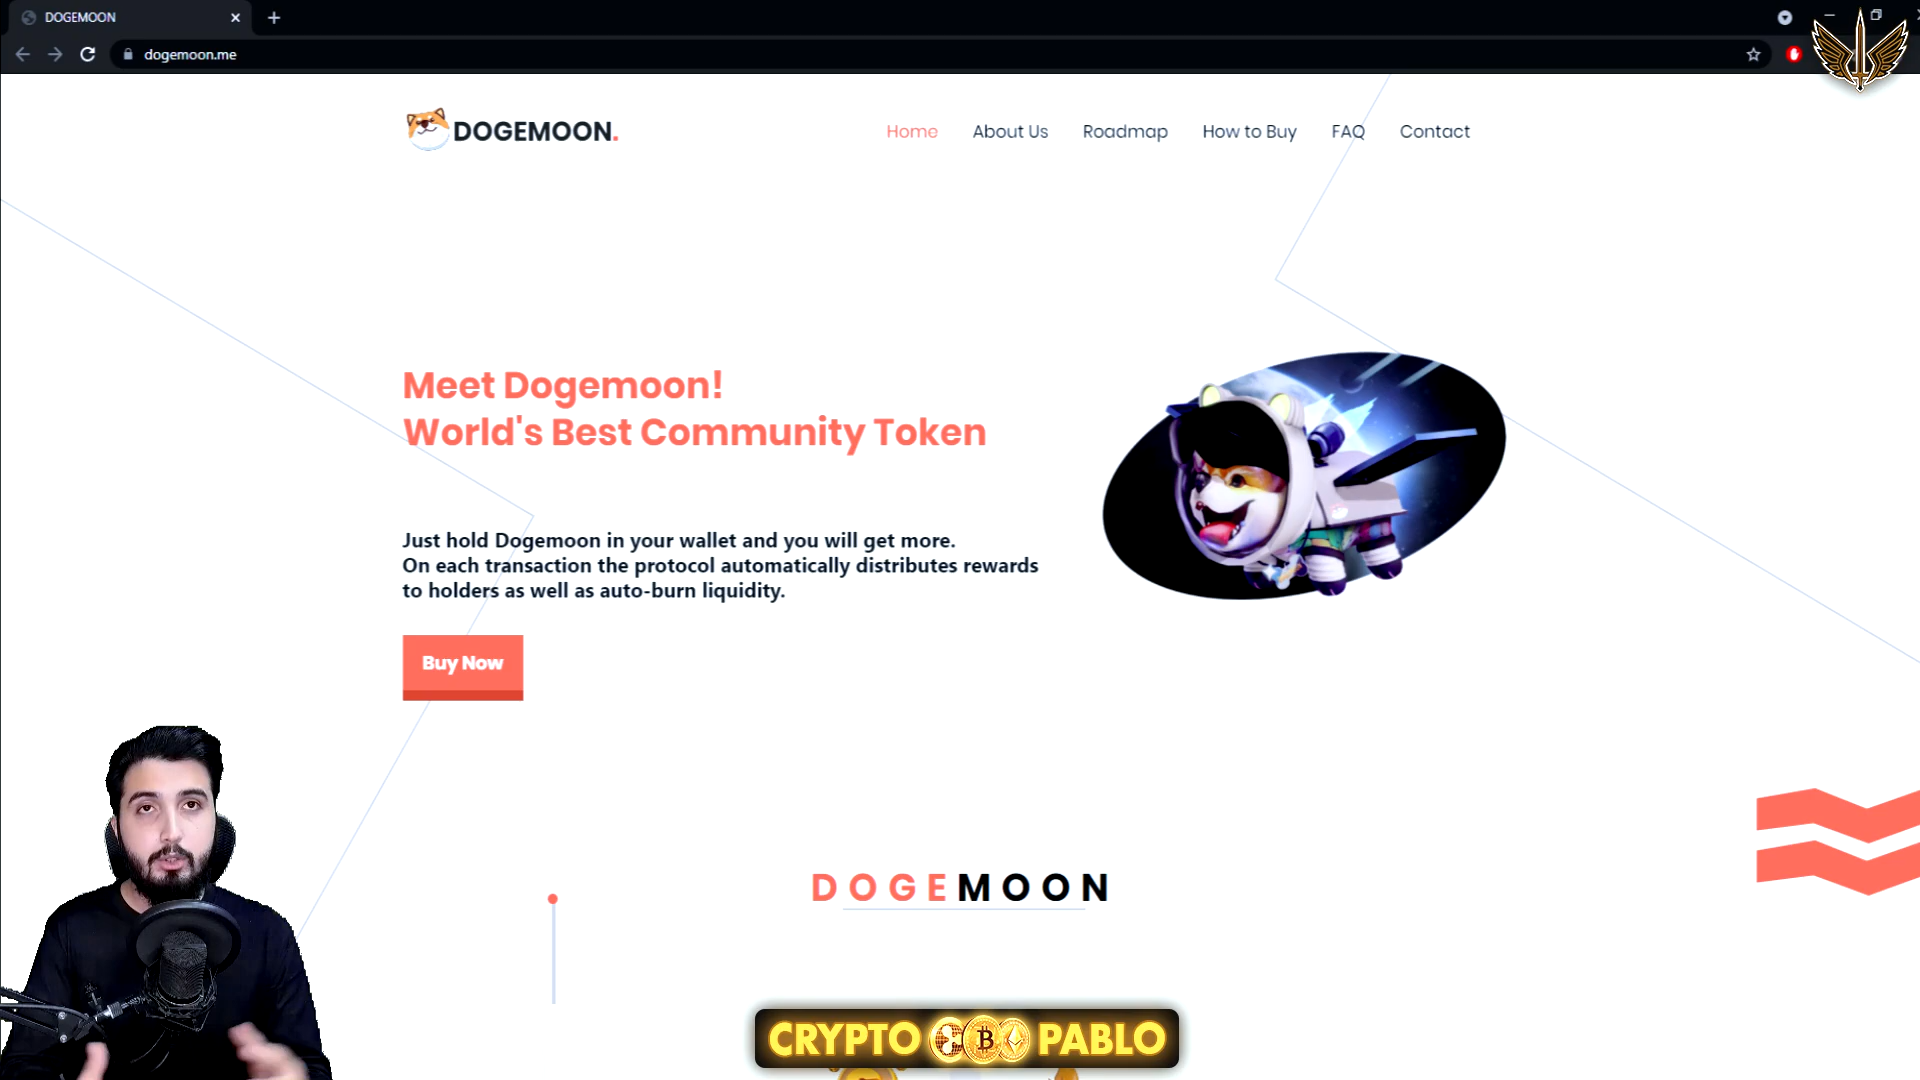 DOGEMOON
dogemoon.me
DOGEMOON.
Home About Us Roadmap How to Buy FAQ Contact
Meet Dogemoon!
World's Best Community Token
Just hold Dogemoon in your wallet and you will get more.
On each transaction the protocol automatically distributes rewards
to holders as well as auto-burn liquidity.
Buy Now
DOGEMOON
CRYPTO PABLO